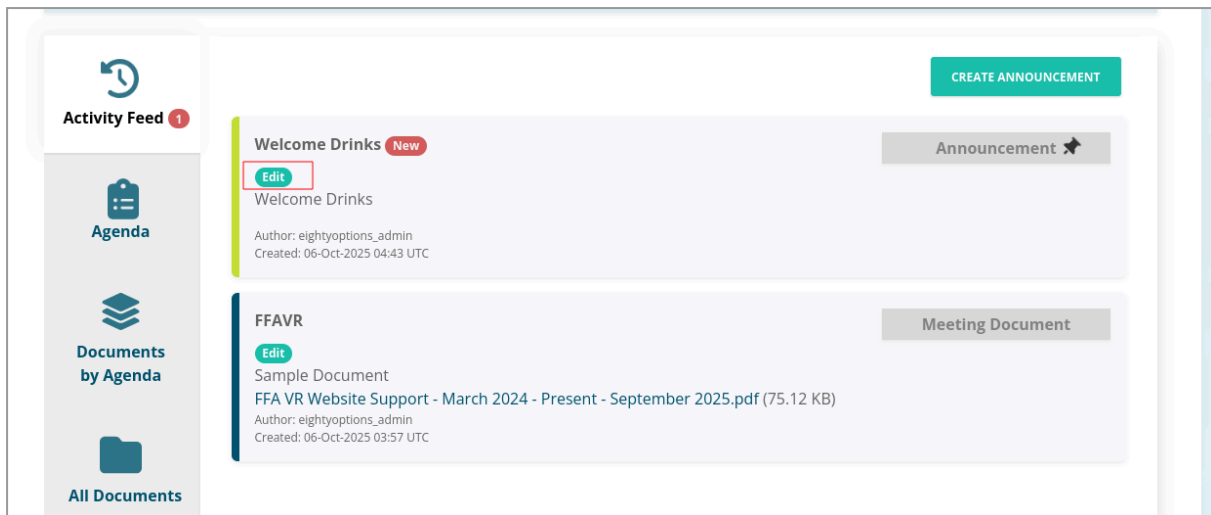 Activity Feed 1
Agenda
Documents
by Agenda
All Documents
CREATE ANNOUNCEMENT
Welcome Drinks New
Announcement
Edit
Welcome Drinks
Author: eightyoptions_admin
Created: 06-Oct-2025 04:43 UTC
FFAVR
Meeting Document
Edit
Sample Document
FFA VR Website Support - March 2024 - Present - September 2025.pdf (75.12 KB)
Author: eightyoptions_admin
Created: 06-Oct-2025 03:57 UTC